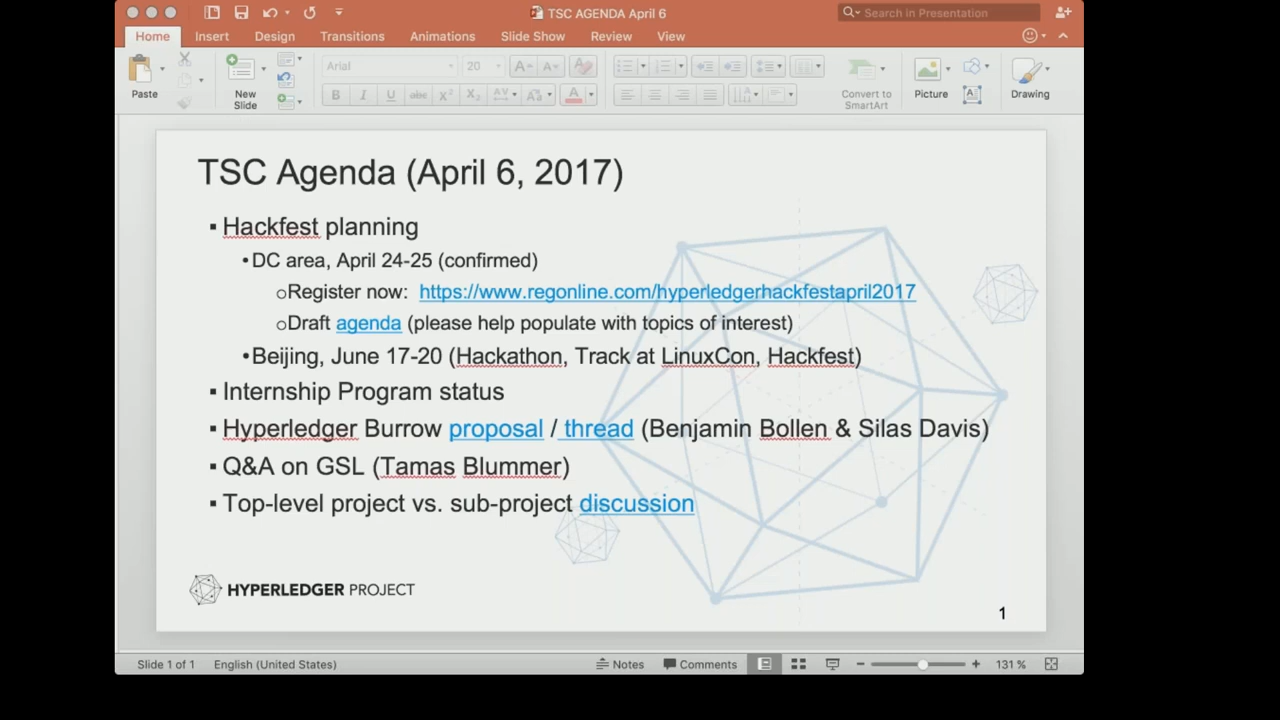 TSC AGENDA April 6
Search in Presentation
Home Insert Design Transitions Animations Slide Show Review View
Arial 20
Paste New Slide Convert to SmartArt Picture Drawing
TSC Agenda (April 6, 2017)
▪ Hackfest planning
•DC area, April 24-25 (confirmed)
oRegister now: https://www.regonline.com/hyperledgerhackfestapril2017
oDraft agenda (please help populate with topics of interest)
•Beijing, June 17-20 (Hackathon, Track at LinuxCon, Hackfest)
▪ Internship Program status
▪ Hyperledger Burrow proposal / thread (Benjamin Bollen & Silas Davis)
▪ Q&A on GSL (Tamas Blummer)
▪ Top-level project vs. sub-project discussion
HYPERLEDGER PROJECT
1
Slide 1 of 1 English (United States) Notes Comments 131 %